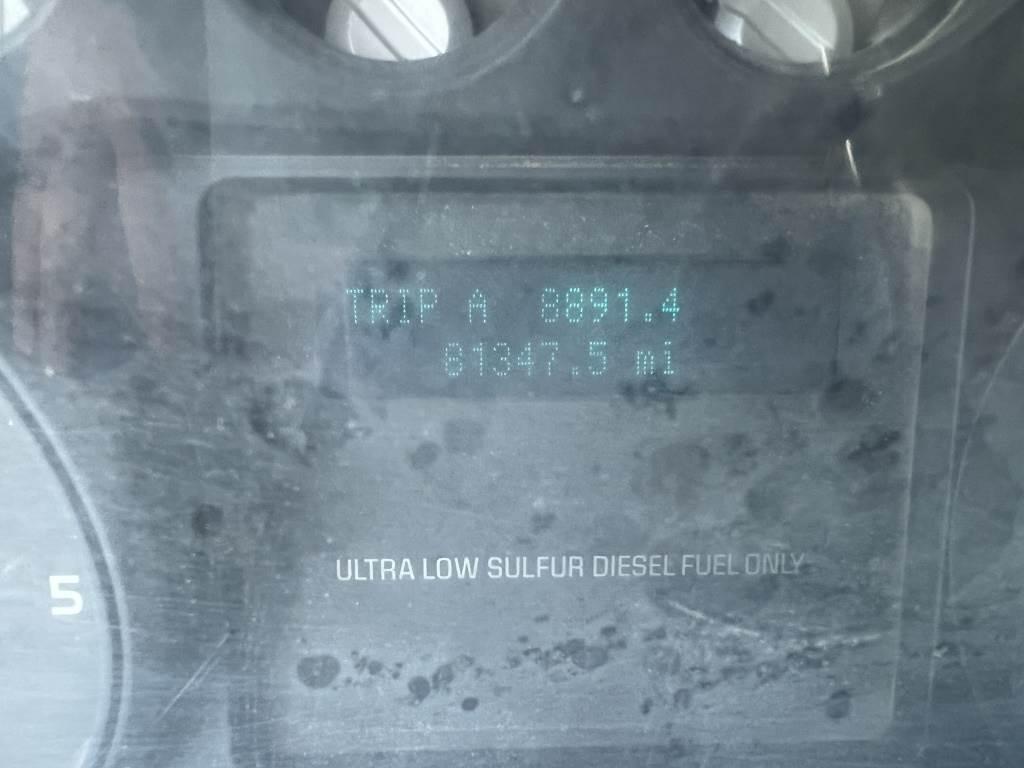 TRIP A 8891.4
81347.5 mi
ULTRA LOW SULFUR DIESEL FUEL ONLY
5